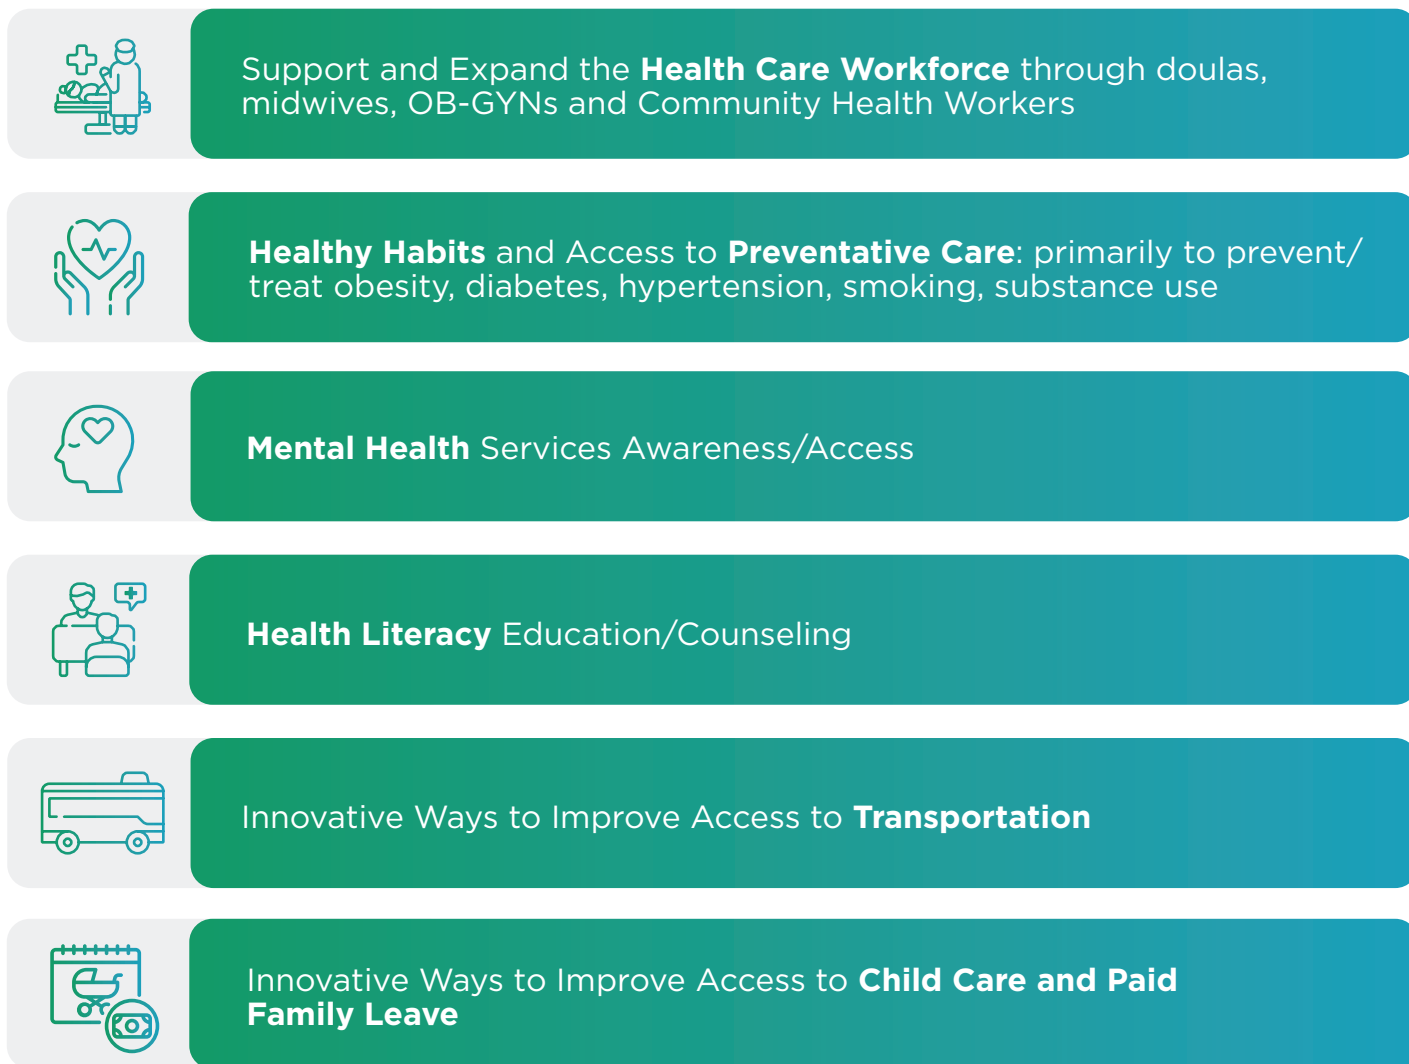 Support and Expand the Health Care Workforce through doulas,
midwives, OB-GYNs and Community Health Workers
Healthy Habits and Access to Preventative Care: primarily to prevent/
treat obesity, diabetes, hypertension, smoking, substance use
Mental Health Services Awareness/Access
Health Literacy Education/Counseling
Innovative Ways to Improve Access to Transportation
Innovative Ways to Improve Access to Child Care and Paid
Family Leave